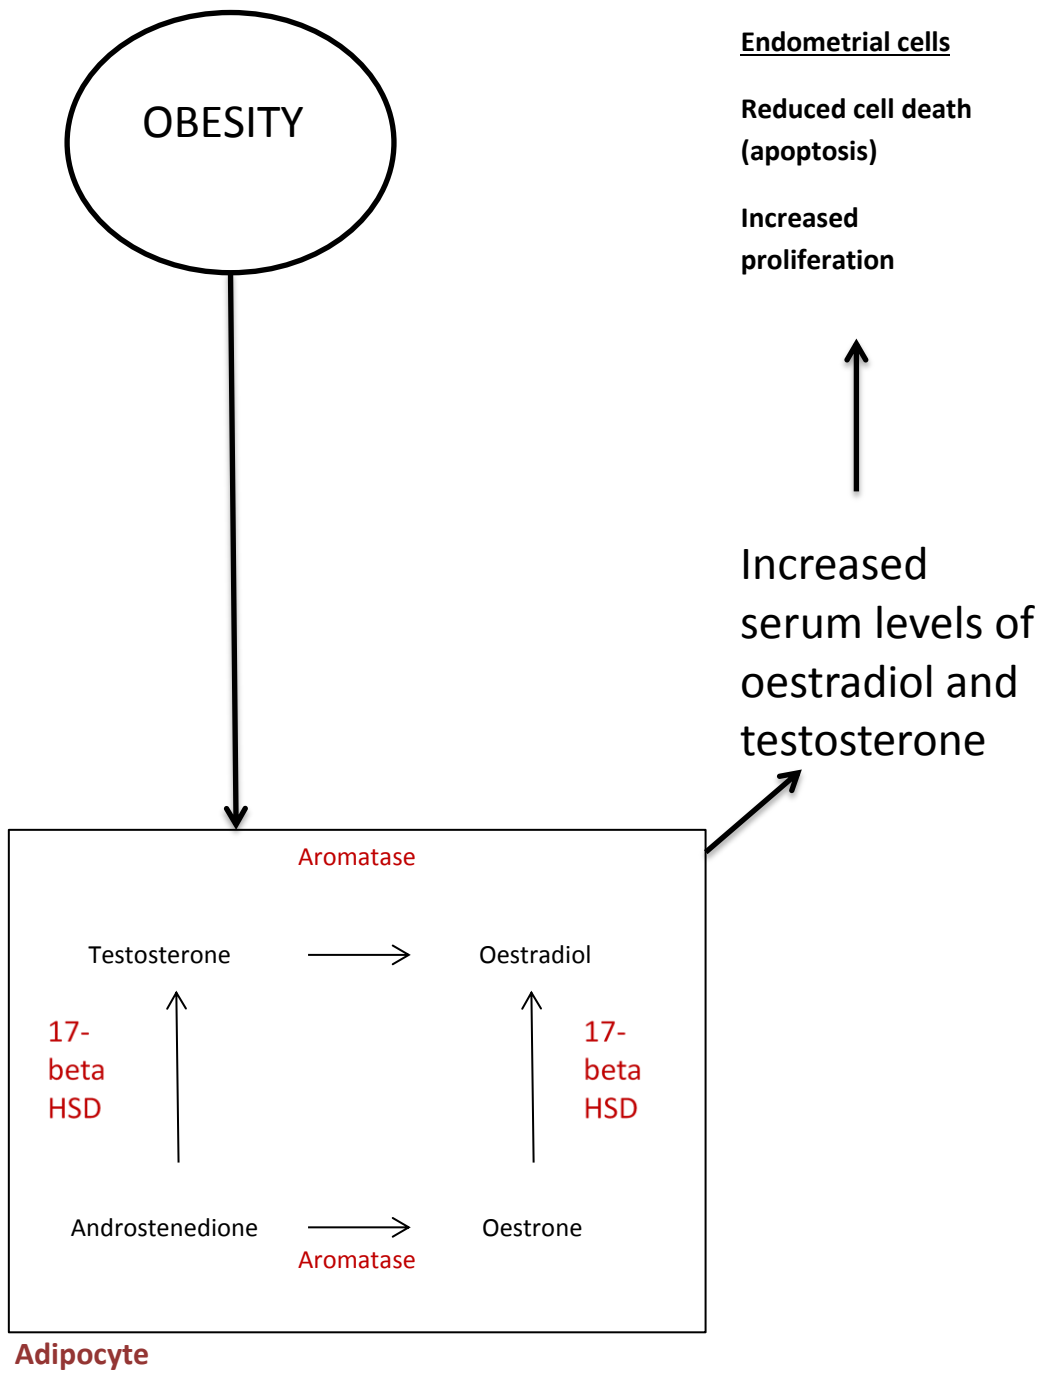 OBESITY
Endometrial cells
Reduced cell death
(apoptosis)
Increased
proliferation
Increased
serum levels of
oestradiol and
testosterone
Aromatase
Testosterone
Oestradiol
17-
beta
HSD
17-
beta
HSD
Androstenedione
Oestrone
Aromatase
Adipocyte